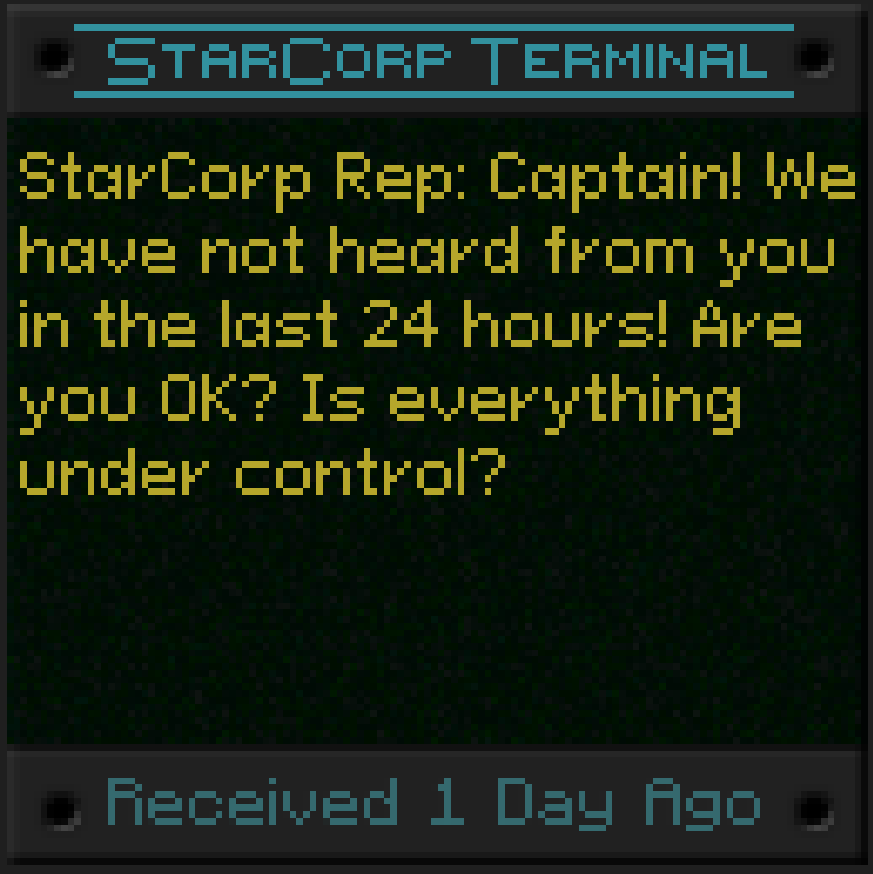 StarCorp Terminal
StarCorp Rep: Captain! We
have not heard from you
in the last 24 hours! Are
you OK? Is everything
under control?
Received 1 Day Ago